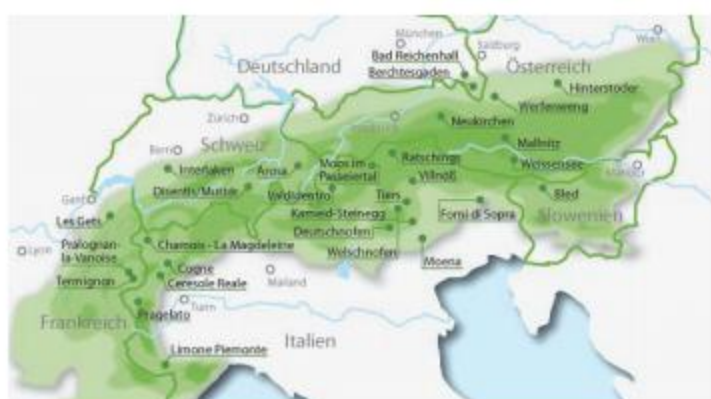 München
Wien
Bad Reichenhall
Salzburg
Deutschland
Berchtesgaden
Österreich
Hinterstoder
Werfenweng
Zürich
Neukirchen
Schweiz
Mallnitz
Bern
Ratschings
Interlaken
Arosa
Moos im
Passeiertal
Weissensee
Villnöß
Disentis/Mustér
Valdidentro
Tiers
Bled
Genf
Karneid-Steinegg
Forni di Sopra
Slowenien
Les Gets
Deutschnofen
Lyon
Pralognan-
la-Vanoise
Chamois - La Magdeleine
Welschnofen
Moena
Cogne
Termignon
Ceresole Reale
Mailand
Turin
Pragelato
Frankreich
Italien
Limone Piemonte